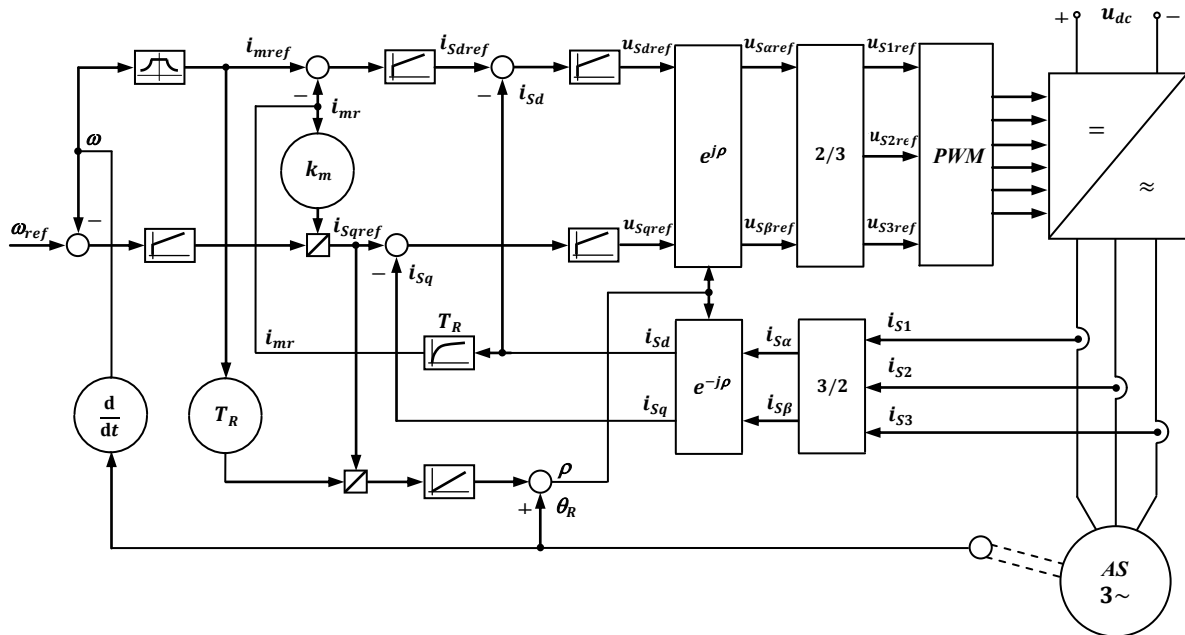 + u_dc −
i_mref
i_Sdref
u_Sdref
u_Sαref
u_S1ref
−
i_mr
−
i_Sd
ω
k_m
e^jρ
2/3
u_S2ref
PWM
=
≈
ω_ref
−
i_Sqref
u_Sqref
u_Sβref
u_S3ref
−
i_Sq
i_mr
T_R
i_Sd
i_Sα
i_S1
d
dt
T_R
e^−jρ
3/2
i_S2
i_Sq
i_Sβ
i_S3
ρ
+
θ_R
AS
3~